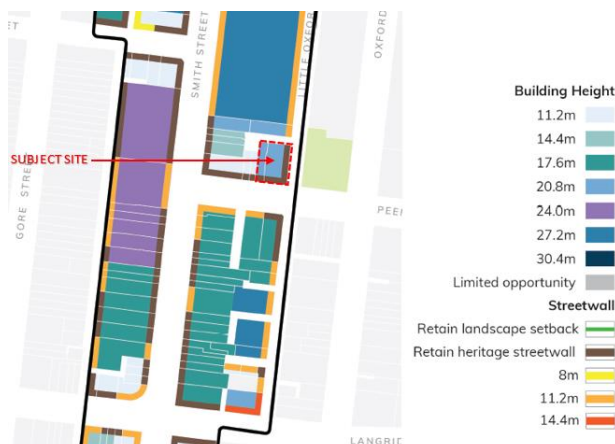 SMITH STREET
LITTLE OXFORD
OXFORD
SUBJECT SITE
GORE STREET
PEEL
LANGRID
Building Height
11.2m
14.4m
17.6m
20.8m
24.0m
27.2m
30.4m
Limited opportunity
Streetwall
Retain landscape setback
Retain heritage streetwall
8m
11.2m
14.4m